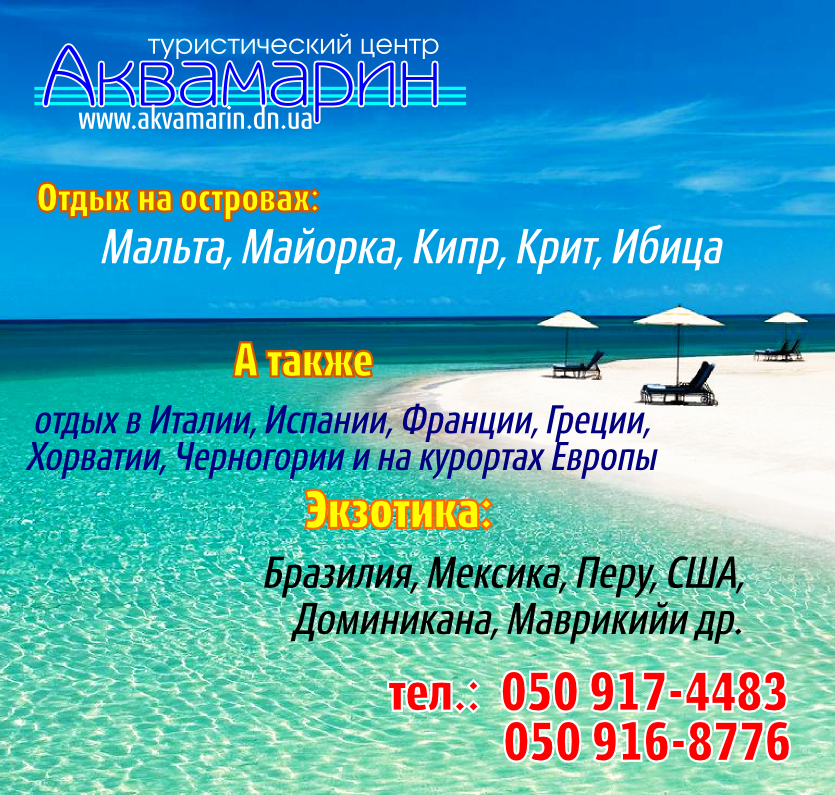 туристический центр
Аквамарин
www.akvamarin.dn.ua
Отдых на островах:
Мальта, Майорка, Кипр, Крит, Ибица
А также
отдых в Италии, Испании, Франции, Греции,
Хорватии, Черногории и на курортах Европы
Экзотика:
Бразилия, Мексика, Перу, США,
Доминикана, Маврикийи др.
тел.: 050 917-4483
050 916-8776